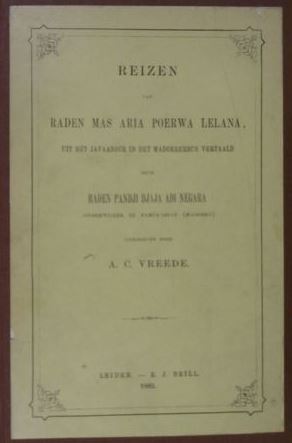 REIZEN
VAN
RADEN MAS ARIA POERWA LELANA,
UIT HET JAVAANSCH IN HET MADOEREESCH VERTAALD
DOOR
RADEN PANDJI DJAJA ADI NEGARA
UITGEGEVEN DOOR
A. C. VREEDE.
LEIDEN. — E. J. BRILL.